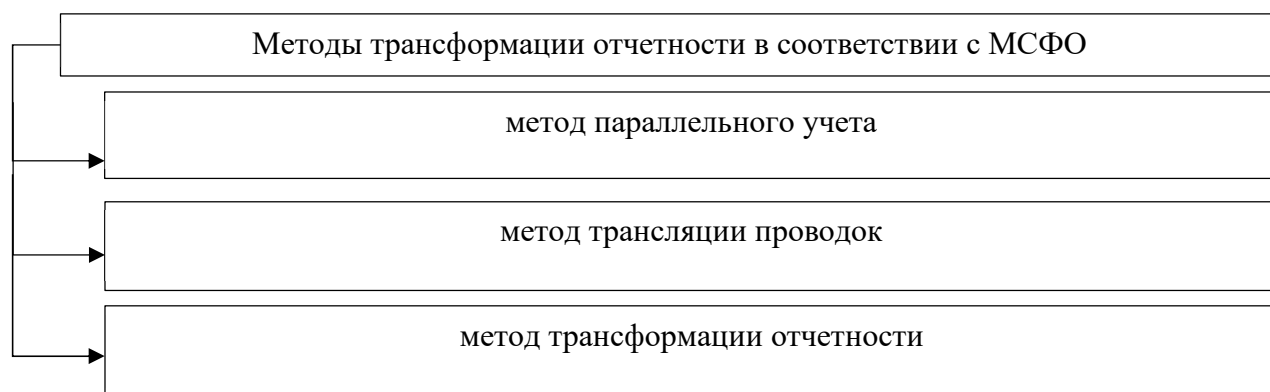 Методы трансформации отчетности в соответствии с МСФО
метод параллельного учета
метод трансляции проводок
метод трансформации отчетности